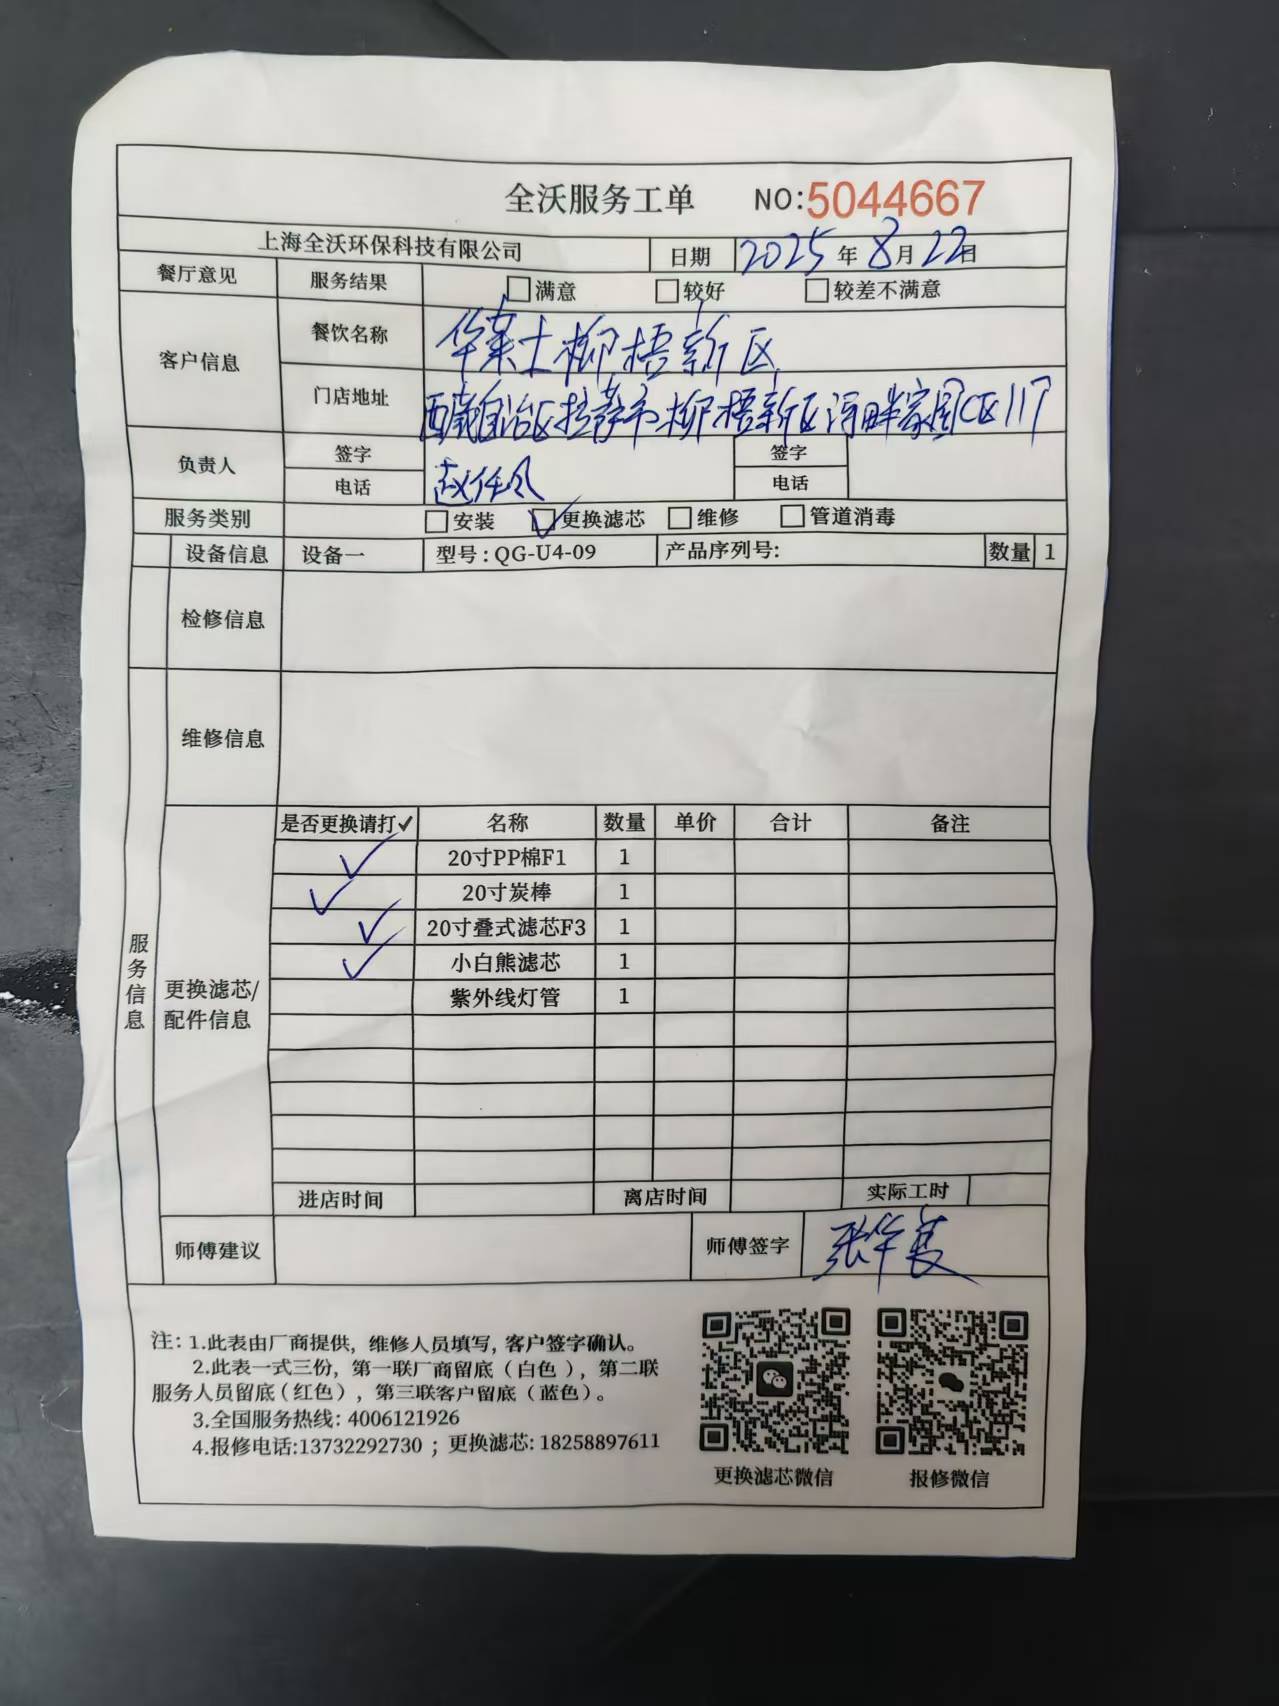 全沃服务工单 NO:5044667
上海全沃环保科技有限公司 日期 2025年8月22日
餐厅意见 服务结果 □满意 □较好 □较差不满意
客户信息 餐饮名称 华莱士柳梧新区
门店地址 西藏自治区拉萨市柳梧新区河畔家园C区117
负责人 签字 签字
电话 赵任 电话
服务类别 □安装 ☑更换滤芯 □维修 □管道消毒
设备信息 设备一 型号:QG-U4-09 产品序列号: 数量 1
检修信息
维修信息
服务信息
更换滤芯/
配件信息
是否更换请打✓ 名称 数量 单价 合计 备注
✓ 20寸PP棉F1 1
✓ 20寸炭棒 1
✓ 20寸叠式滤芯F3 1
✓ 小白熊滤芯 1
紫外线灯管 1
进店时间 离店时间 实际工时
师傅建议 师傅签字 张华
注: 1.此表由厂商提供, 维修人员填写, 客户签字确认。
2.此表一式三份, 第一联厂商留底(白色), 第二联
服务人员留底(红色), 第三联客户留底(蓝色)。
3.全国服务热线: 4006121926
4.报修电话:13732292730 ; 更换滤芯: 18258897611
更换滤芯微信 报修微信